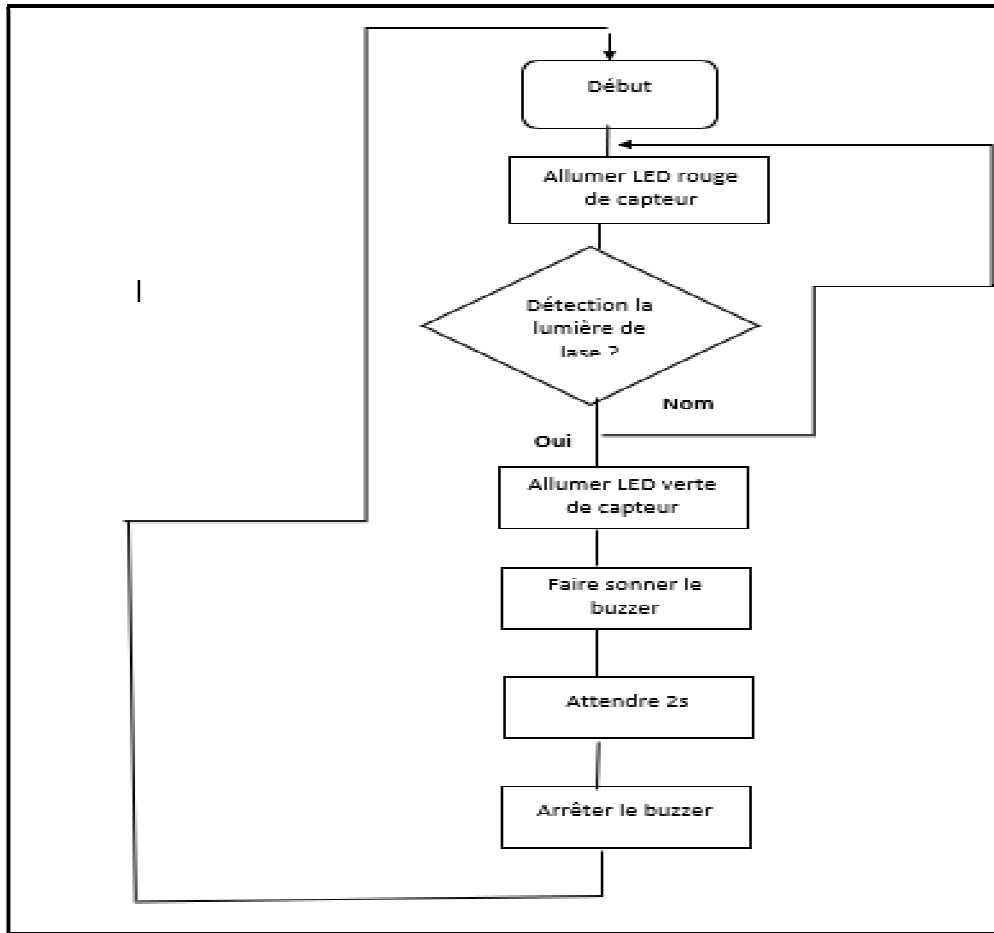 Début
Allumer LED rouge
de capteur
Détection la
lumière de
lase ?
Nom
Oui
Allumer LED verte
de capteur
Faire sonner le
buzzer
Attendre 2s
Arrêter le buzzer